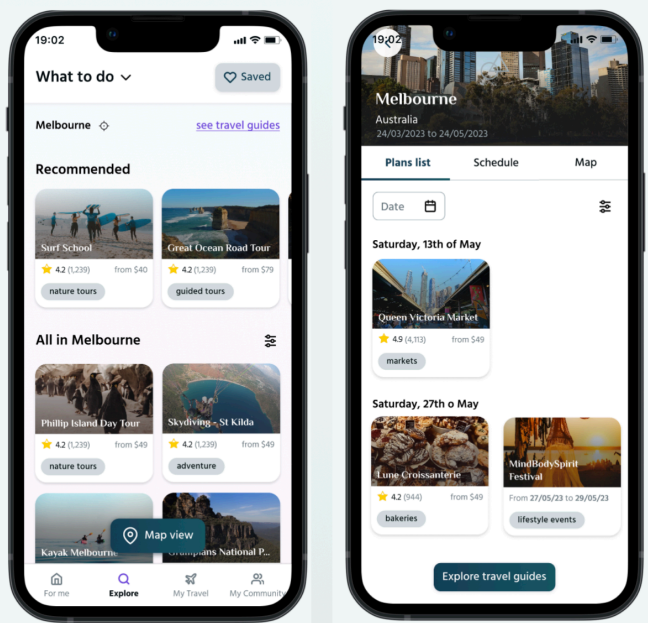 19:02
What to do
Saved
Melbourne
see travel guides
Recommended
Surf School
Great Ocean Road Tour
4.2 (1,239)
from $40
4.2 (1,239)
from $79
nature tours
guided tours
All in Melbourne
Phillip Island Day Tour
Skydiving - St Kilda
4.2 (1,239)
from $49
4.2 (1,239)
from $49
nature tours
adventure
Kayak Melbourne
Grampians National P...
Map view
For me
Explore
My Travel
My Community
19:02
Melbourne
Australia
24/03/2023 to 24/05/2023
Plans list
Schedule
Map
Date
Saturday, 13th of May
Queen Victoria Market
4.9 (4,113)
from $49
markets
Saturday, 27th o May
Lune Croissanterie
4.2 (944)
from $49
bakeries
MindBodySpirit
Festival
From 27/05/23 to 29/05/23
lifestyle events
Explore travel guides